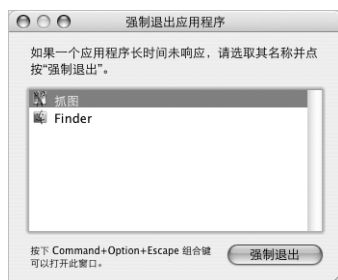 强制退出应用程序
如果一个应用程序长时间未响应，请选取其名称并点
按“强制退出”。
抓图
Finder
按下 Command+Option+Escape 组合键
可以打开此窗口。
强制退出